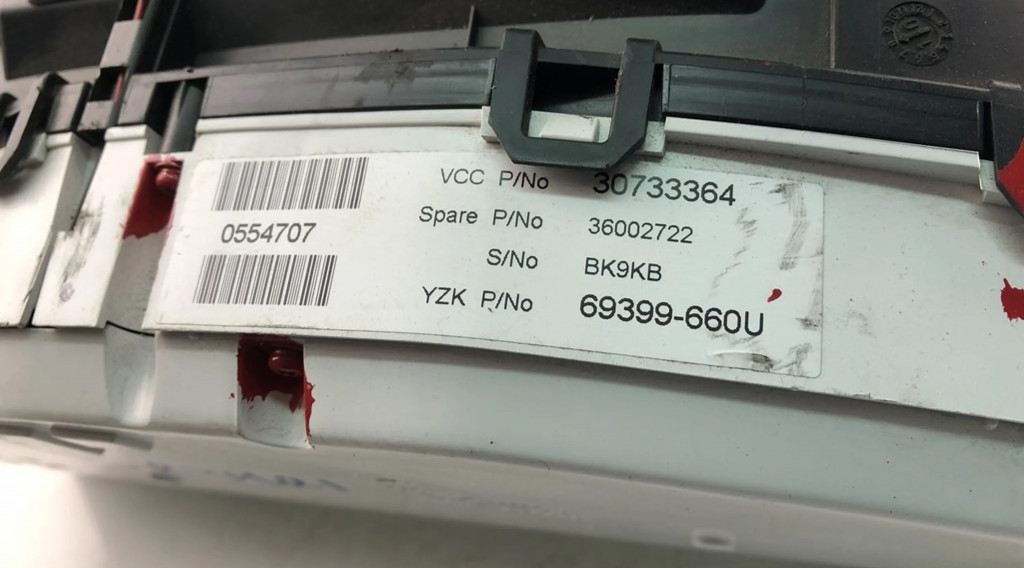 VCC P/No 30733364
0554707
Spare P/No 36002722
S/No BK9KB
YZK P/No 69399-660U